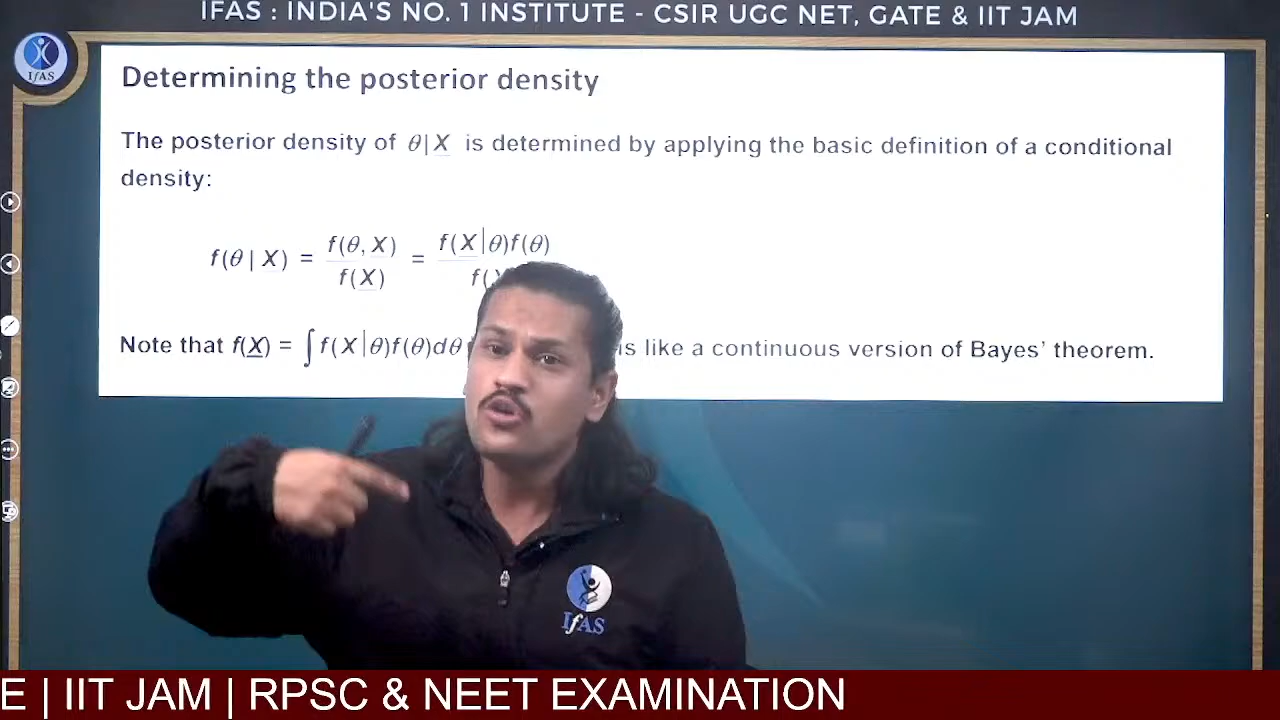 IFAS : INDIA'S NO. 1 INSTITUTE - CSIR UGC NET, GATE & IIT JAM
IfAS
Determining the posterior density
The posterior density of θ|X is determined by applying the basic definition of a conditional
density:
f(θ | X) = f(θ, X) / f(X) = f(X|θ)f(θ) / f(
Note that f(X) = ∫ f(X|θ)f(θ)dθ is like a continuous version of Bayes' theorem.
IfAS
E | IIT JAM | RPSC & NEET EXAMINATION